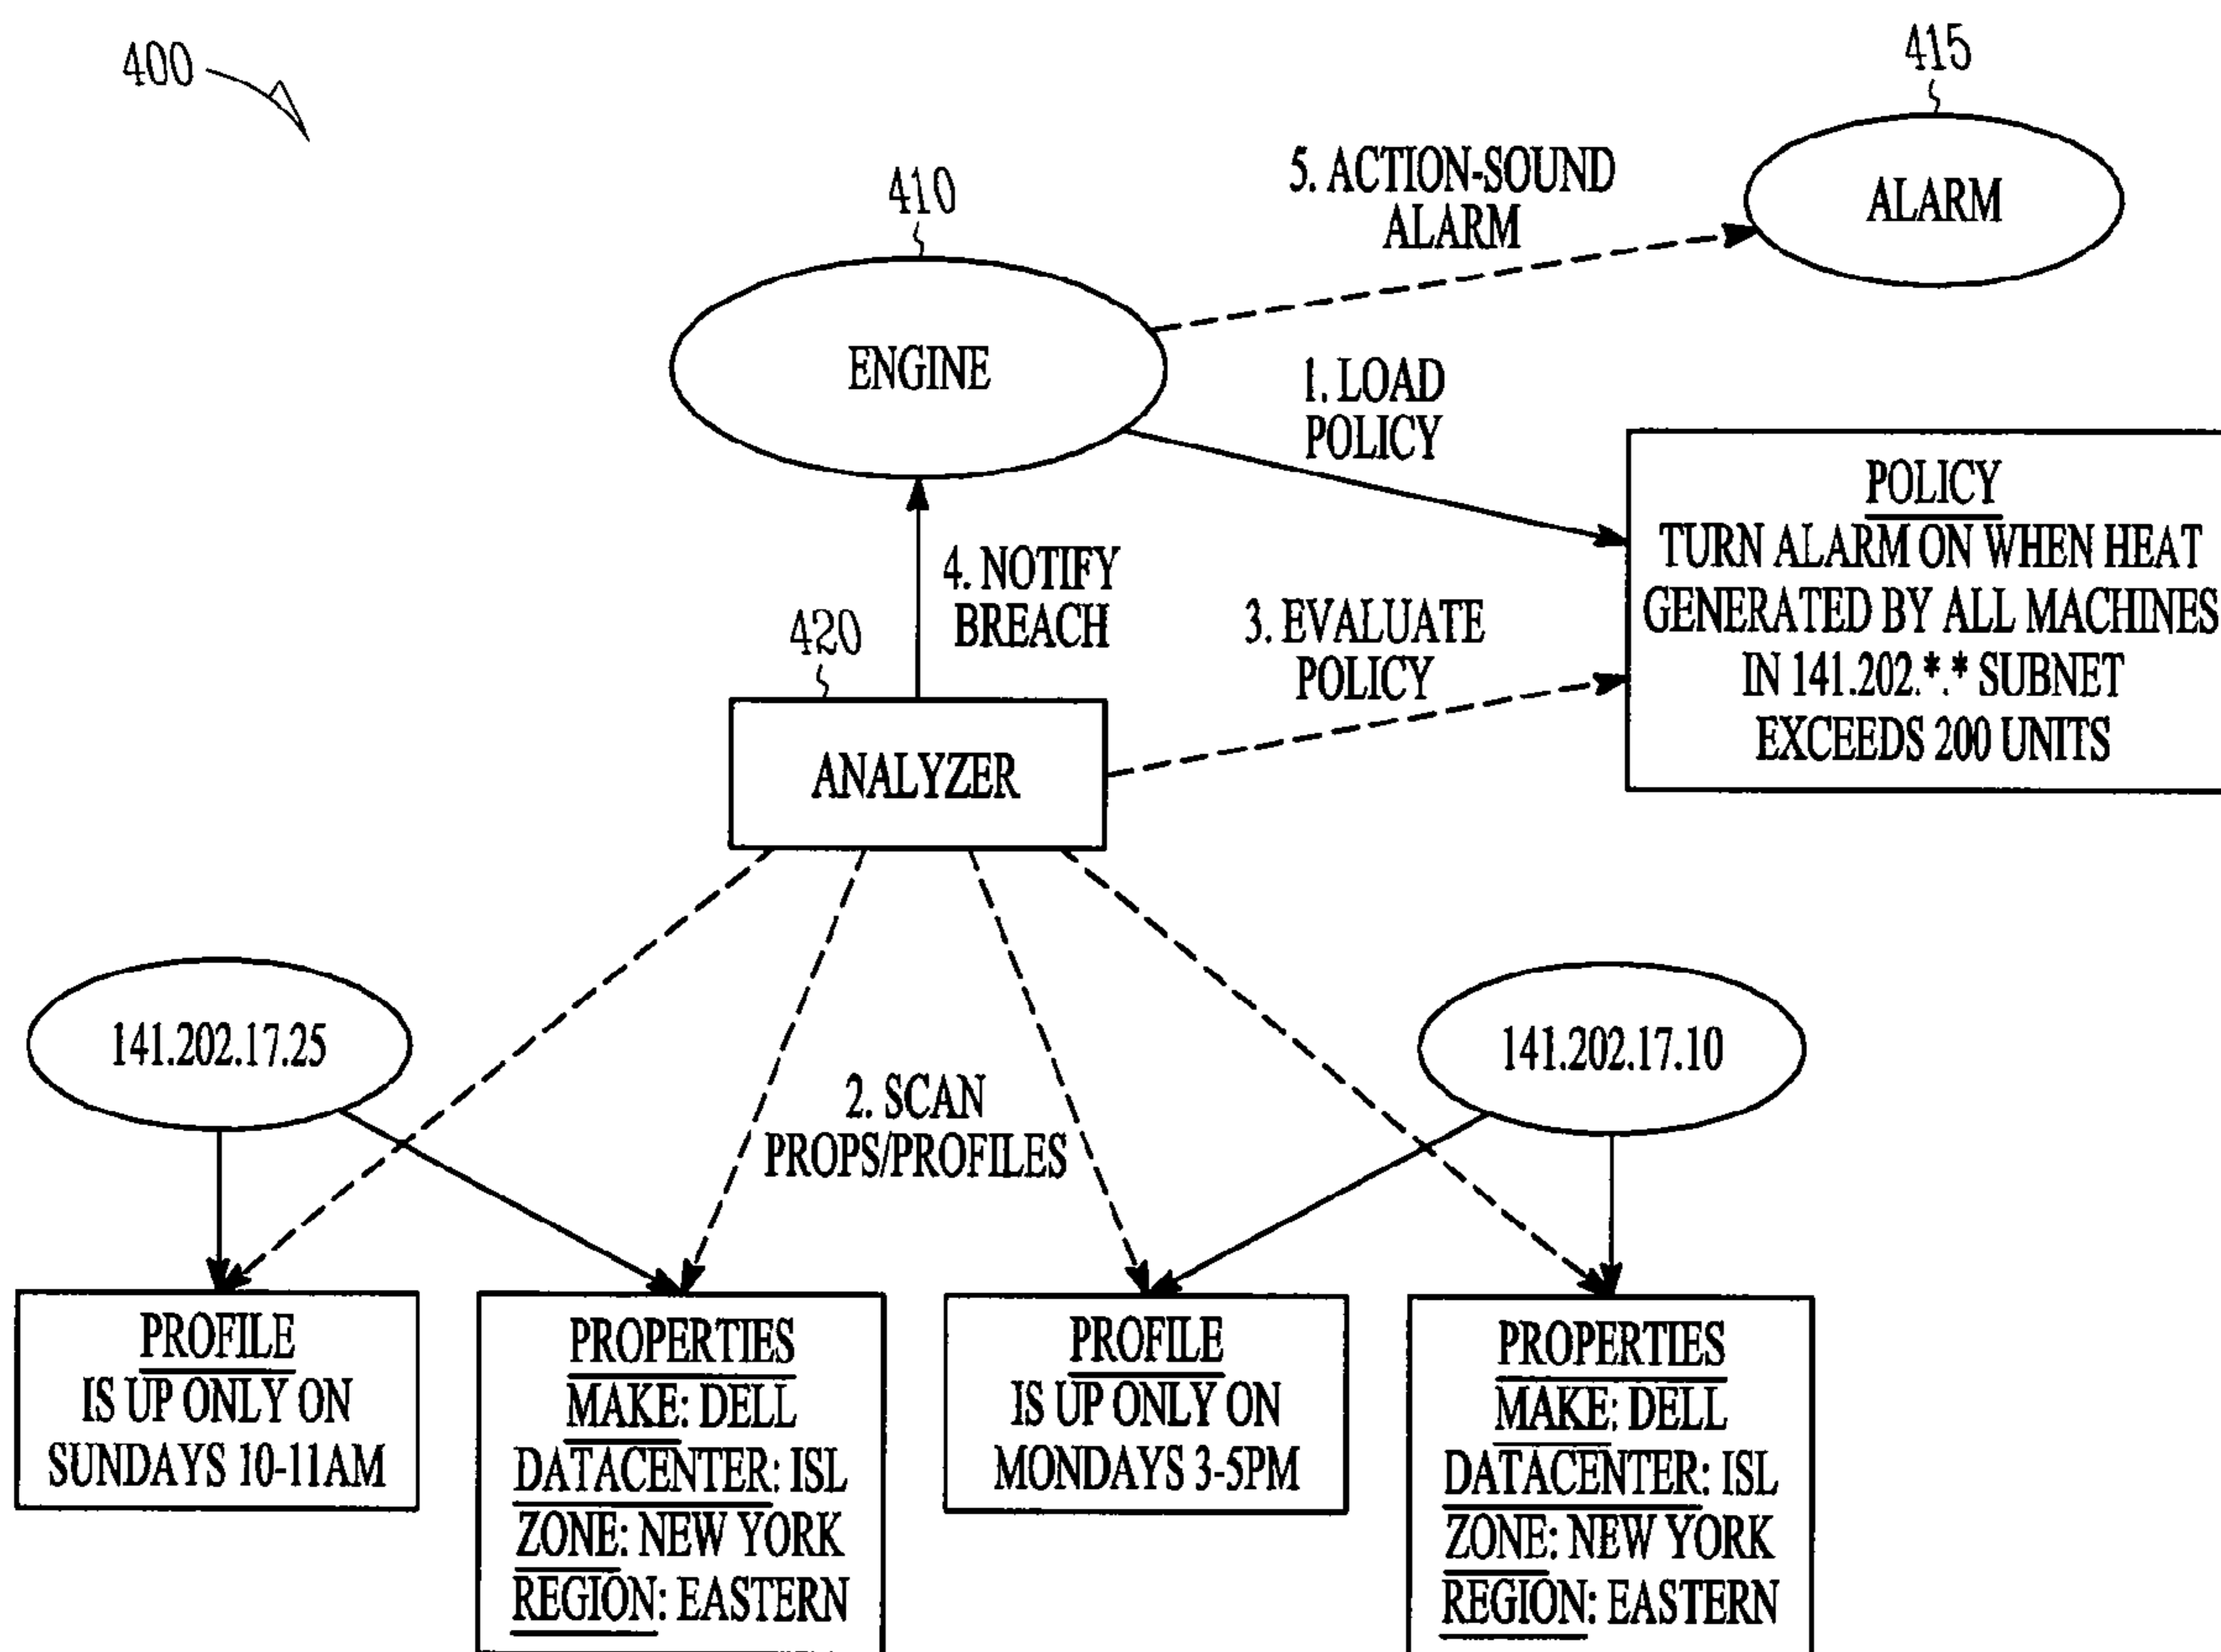 400
415
ALARM
5. ACTION-SOUND
ALARM
410
ENGINE
1. LOAD
POLICY
POLICY
TURN ALARM ON WHEN HEAT
GENERATED BY ALL MACHINES
IN 141.202.*.* SUBNET
EXCEEDS 200 UNITS
4. NOTIFY
BREACH
3. EVALUATE
POLICY
420
ANALYZER
141.202.17.25
2. SCAN
PROPS/PROFILES
141.202.17.10
PROFILE
IS UP ONLY ON
SUNDAYS 10-11AM
PROPERTIES
MAKE: DELL
DATACENTER: ISL
ZONE: NEW YORK
REGION: EASTERN
PROFILE
IS UP ONLY ON
MONDAYS 3-5PM
PROPERTIES
MAKE: DELL
DATACENTER: ISL
ZONE: NEW YORK
REGION: EASTERN